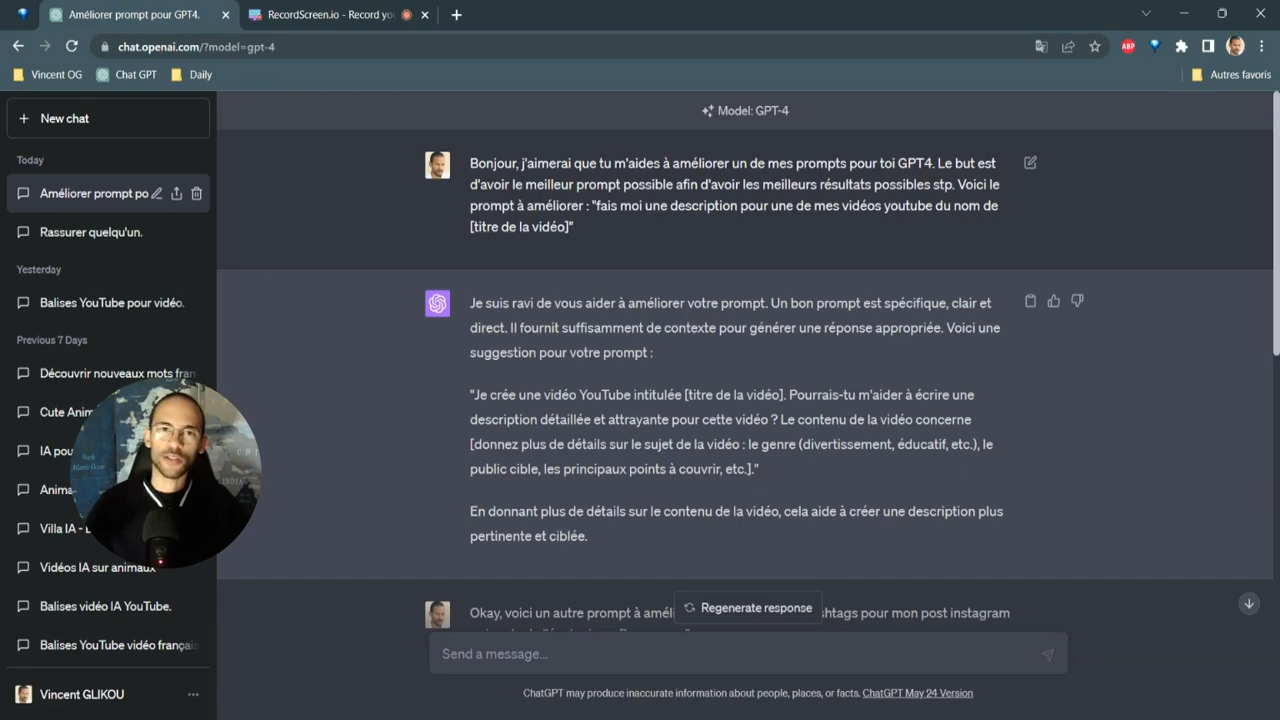 Améliorer prompt pour GPT4.
RecordScreen.io - Record yo
chat.openai.com/?model=gpt-4
ABP
Vincent OG
Chat GPT
Daily
Autres favoris
New chat
Today
Améliorer prompt po
Rassurer quelqu'un.
Yesterday
Balises YouTube pour vidéo.
Previous 7 Days
Découvrir nouveaux mots fran
Cute Anim
IA pou
Anima
Villa IA -
Vidéos IA sur animaux
Balises vidéo IA YouTube.
Balises YouTube vidéo français
Vincent GLIKOU
Model: GPT-4
Bonjour, j'aimerai que tu m'aides à améliorer un de mes prompts pour toi GPT4. Le but est
d'avoir le meilleur prompt possible afin d'avoir les meilleurs résultats possibles stp. Voici le
prompt à améliorer : "fais moi une description pour une de mes vidéos youtube du nom de
[titre de la vidéo]"
Je suis ravi de vous aider à améliorer votre prompt. Un bon prompt est spécifique, clair et
direct. Il fournit suffisamment de contexte pour générer une réponse appropriée. Voici une
suggestion pour votre prompt :
"Je crée une vidéo YouTube intitulée [titre de la vidéo]. Pourrais-tu m'aider à écrire une
description détaillée et attrayante pour cette vidéo ? Le contenu de la vidéo concerne
[donnez plus de détails sur le sujet de la vidéo : le genre (divertissement, éducatif, etc.), le
public cible, les principaux points à couvrir, etc.]."
En donnant plus de détails sur le contenu de la vidéo, cela aide à créer une description plus
pertinente et ciblée.
Okay, voici un autre prompt à améli
htags pour mon post instagram
Regenerate response
Send a message...
ChatGPT may produce inaccurate information about people, places, or facts. ChatGPT May 24 Version